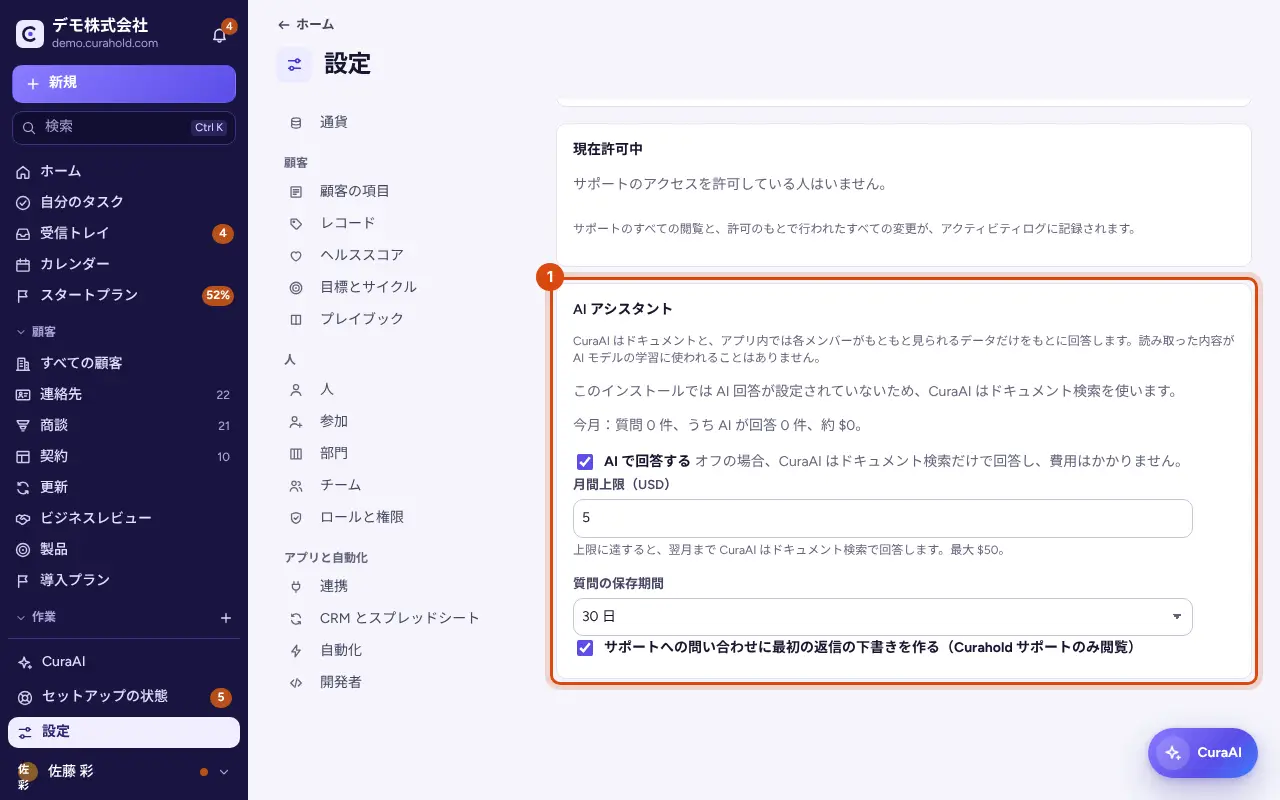 デモ株式会社
demo.curahold.com
4
新規
検索
Ctrl K
ホーム
自分のタスク
受信トレイ
4
カレンダー
スタートプラン
52%
顧客
すべての顧客
連絡先
22
商談
21
契約
10
更新
ビジネスレビュー
製品
導入プラン
作業
CuraAI
セットアップの状態
5
設定
佐彩
佐藤 彩
← ホーム
設定
通貨
顧客
顧客の項目
レコード
ヘルススコア
目標とサイクル
プレイブック
人
人
参加
部門
チーム
ロールと権限
アプリと自動化
連携
CRM とスプレッドシート
自動化
開発者
現在許可中
サポートのアクセスを許可している人はいません。
サポートのすべての閲覧と、許可のもとで行われたすべての変更が、アクティビティログに記録されます。
1
AI アシスタント
CuraAI はドキュメントと、アプリ内では各メンバーがもともと見られるデータだけをもとに回答します。読み取った内容が
AI モデルの学習に使われることはありません。
このインストールでは AI 回答が設定されていないため、CuraAI はドキュメント検索を使います。
今月：質問 0 件、うち AI が回答 0 件、約 $0。
AI で回答する オフの場合、CuraAI はドキュメント検索だけで回答し、費用はかかりません。
月間上限（USD）
5
上限に達すると、翌月まで CuraAI はドキュメント検索で回答します。最大 $50。
質問の保存期間
30 日
サポートへの問い合わせに最初の返信の下書きを作る（Curahold サポートのみ閲覧）
CuraAI